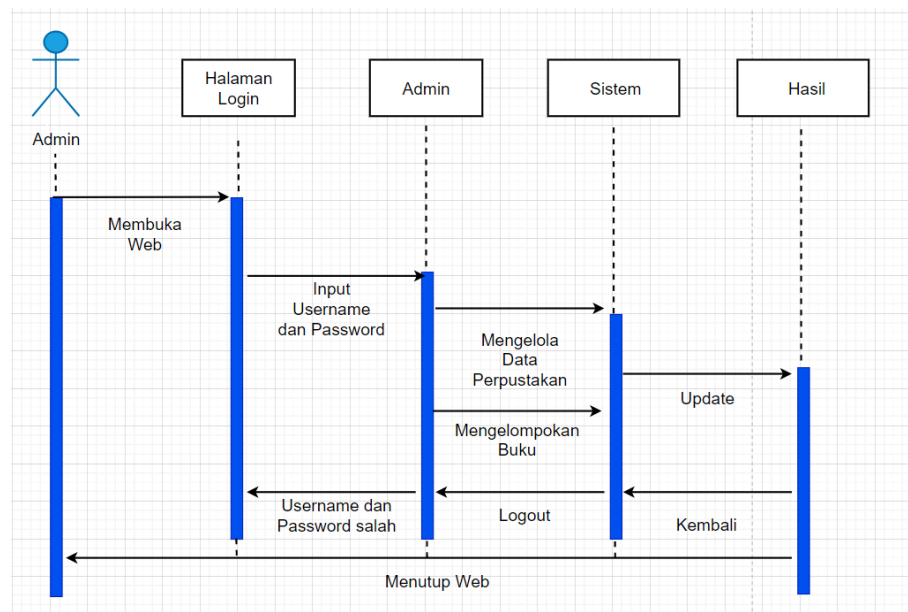 Halaman
Login
Admin
Sistem
Hasil
Admin
Membuka
Web
Input
Username
dan Password
Mengelola
Data
Perpustakan
Update
Mengelompokan
Buku
Username dan
Password salah
Logout
Kembali
Menutup Web